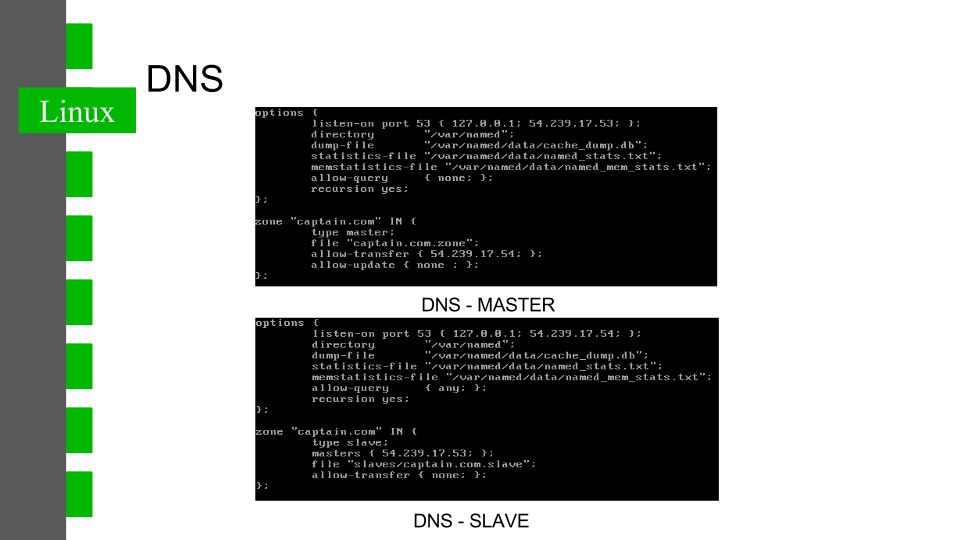 DNS
Linux
options {
listen-on port 53 { 127.0.0.1; 54.239.17.53; };
directory "/var/named";
dump-file "/var/named/data/cache_dump.db";
statistics-file "/var/named/data/named_stats.txt";
memstatistics-file "/var/named/data/named_mem_stats.txt";
allow-query { none; };
recursion yes;
};
zone "captain.com" IN {
type master;
file "captain.com.zone";
allow-transfer { 54.239.17.54; };
allow-update { none ; };
};
DNS - MASTER
options {
listen-on port 53 { 127.0.0.1; 54.239.17.54; };
directory "/var/named";
dump-file "/var/named/data/cache_dump.db";
statistics-file "/var/named/data/named_stats.txt";
memstatistics-file "/var/named/data/named_mem_stats.txt";
allow-query { any; };
recursion yes;
};
zone "captain.com" IN {
type slave;
masters { 54.239.17.53; };
file "slaves/captain.com.slave";
allow-transfer { none; };
};
DNS - SLAVE